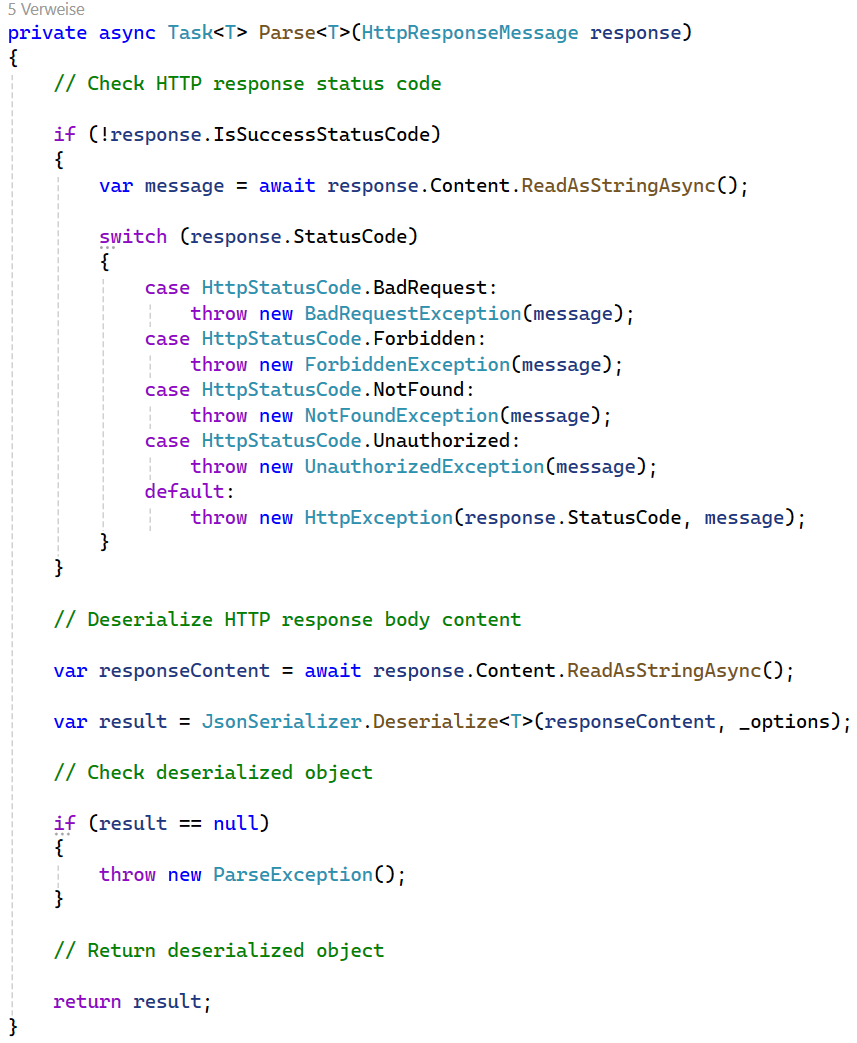 5 Verweise
private async Task<T> Parse<T>(HttpResponseMessage response)
{
    // Check HTTP response status code

    if (!response.IsSuccessStatusCode)
    {
        var message = await response.Content.ReadAsStringAsync();

        switch (response.StatusCode)
        {
            case HttpStatusCode.BadRequest:
                throw new BadRequestException(message);
            case HttpStatusCode.Forbidden:
                throw new ForbiddenException(message);
            case HttpStatusCode.NotFound:
                throw new NotFoundException(message);
            case HttpStatusCode.Unauthorized:
                throw new UnauthorizedException(message);
            default:
                throw new HttpException(response.StatusCode, message);
        }
    }

    // Deserialize HTTP response body content

    var responseContent = await response.Content.ReadAsStringAsync();

    var result = JsonSerializer.Deserialize<T>(responseContent, _options);

    // Check deserialized object

    if (result == null)
    {
        throw new ParseException();
    }

    // Return deserialized object

    return result;
}